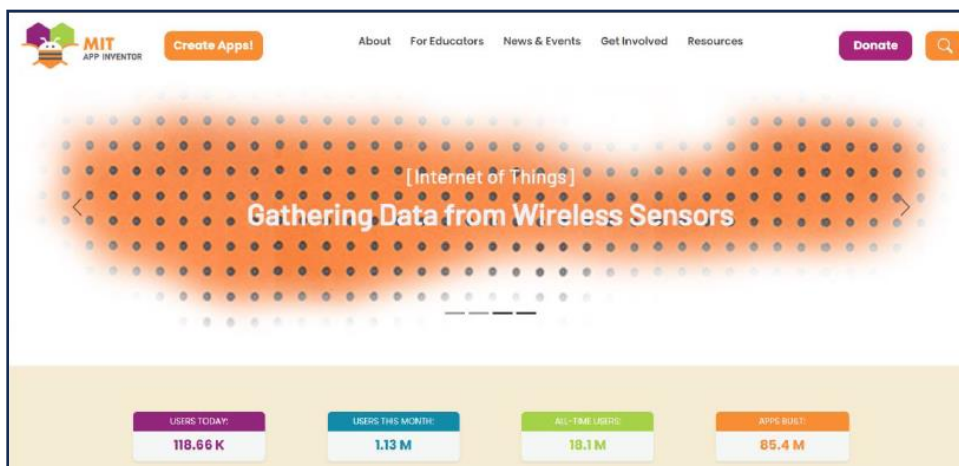 MIT
APP INVENTOR
Create Apps!
About For Educators News & Events Get Involved Resources
Donate
[Internet of Things]
Gathering Data from Wireless Sensors
USERS TODAY: USERS THIS MONTH: ALL-TIME USERS: APPS BUILT:
118.66 K 1.13 M 18.1 M 85.4 M